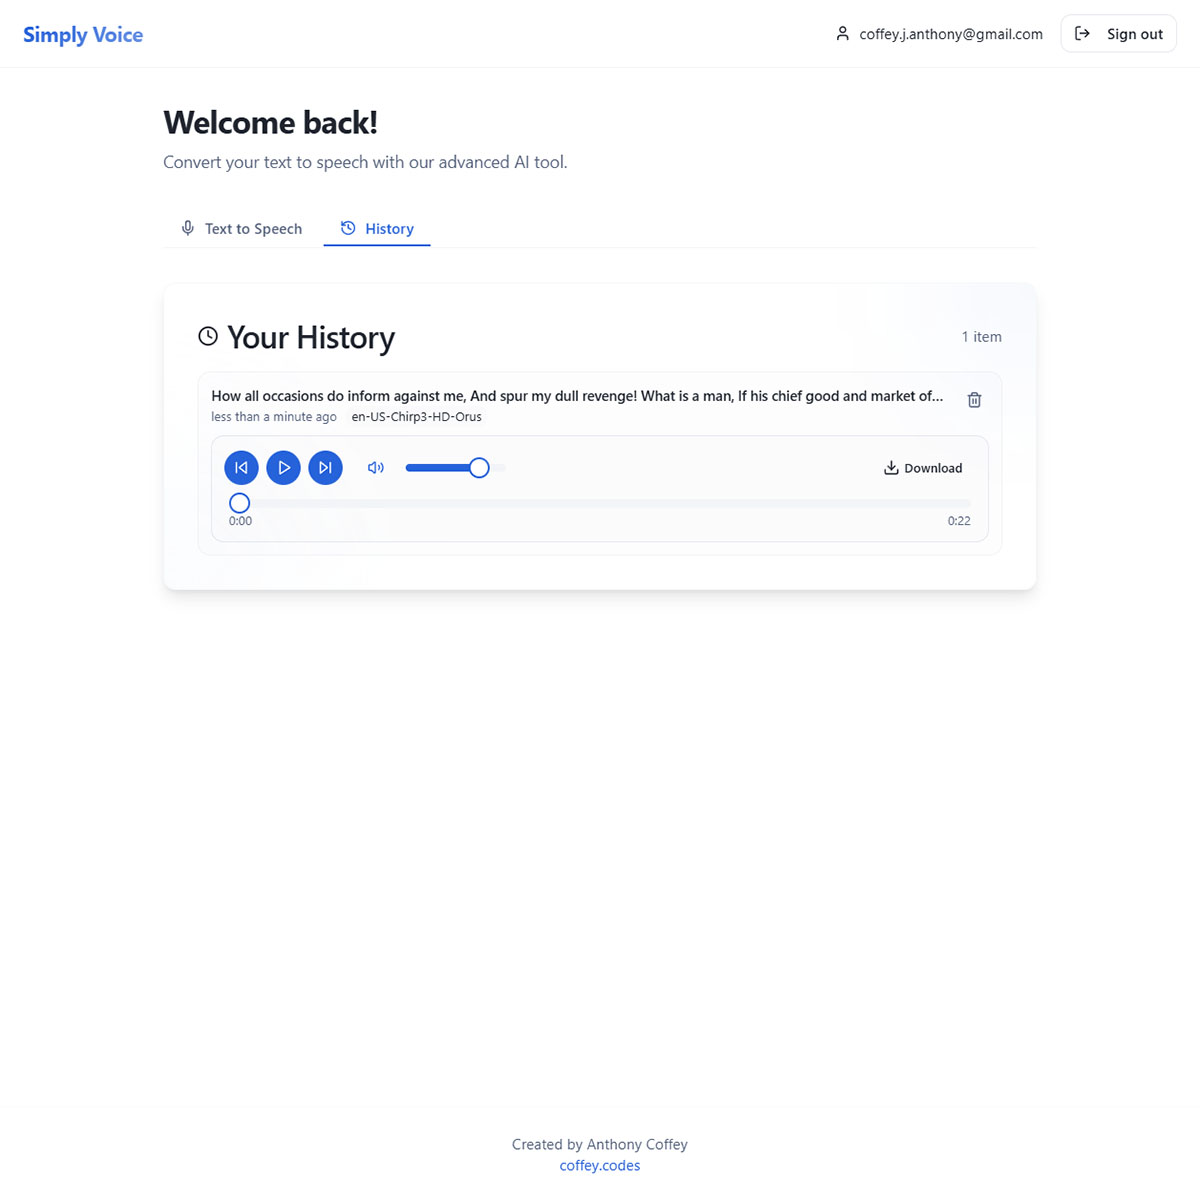 Simply Voice
coffey.j.anthony@gmail.com
Sign out
Welcome back!
Convert your text to speech with our advanced AI tool.
Text to Speech
History
Your History
1 item
How all occasions do inform against me, And spur my dull revenge! What is a man, If his chief good and market of...
less than a minute ago en-US-Chirp3-HD-Orus
Download
0:00
0:22
Created by Anthony Coffey
coffey.codes